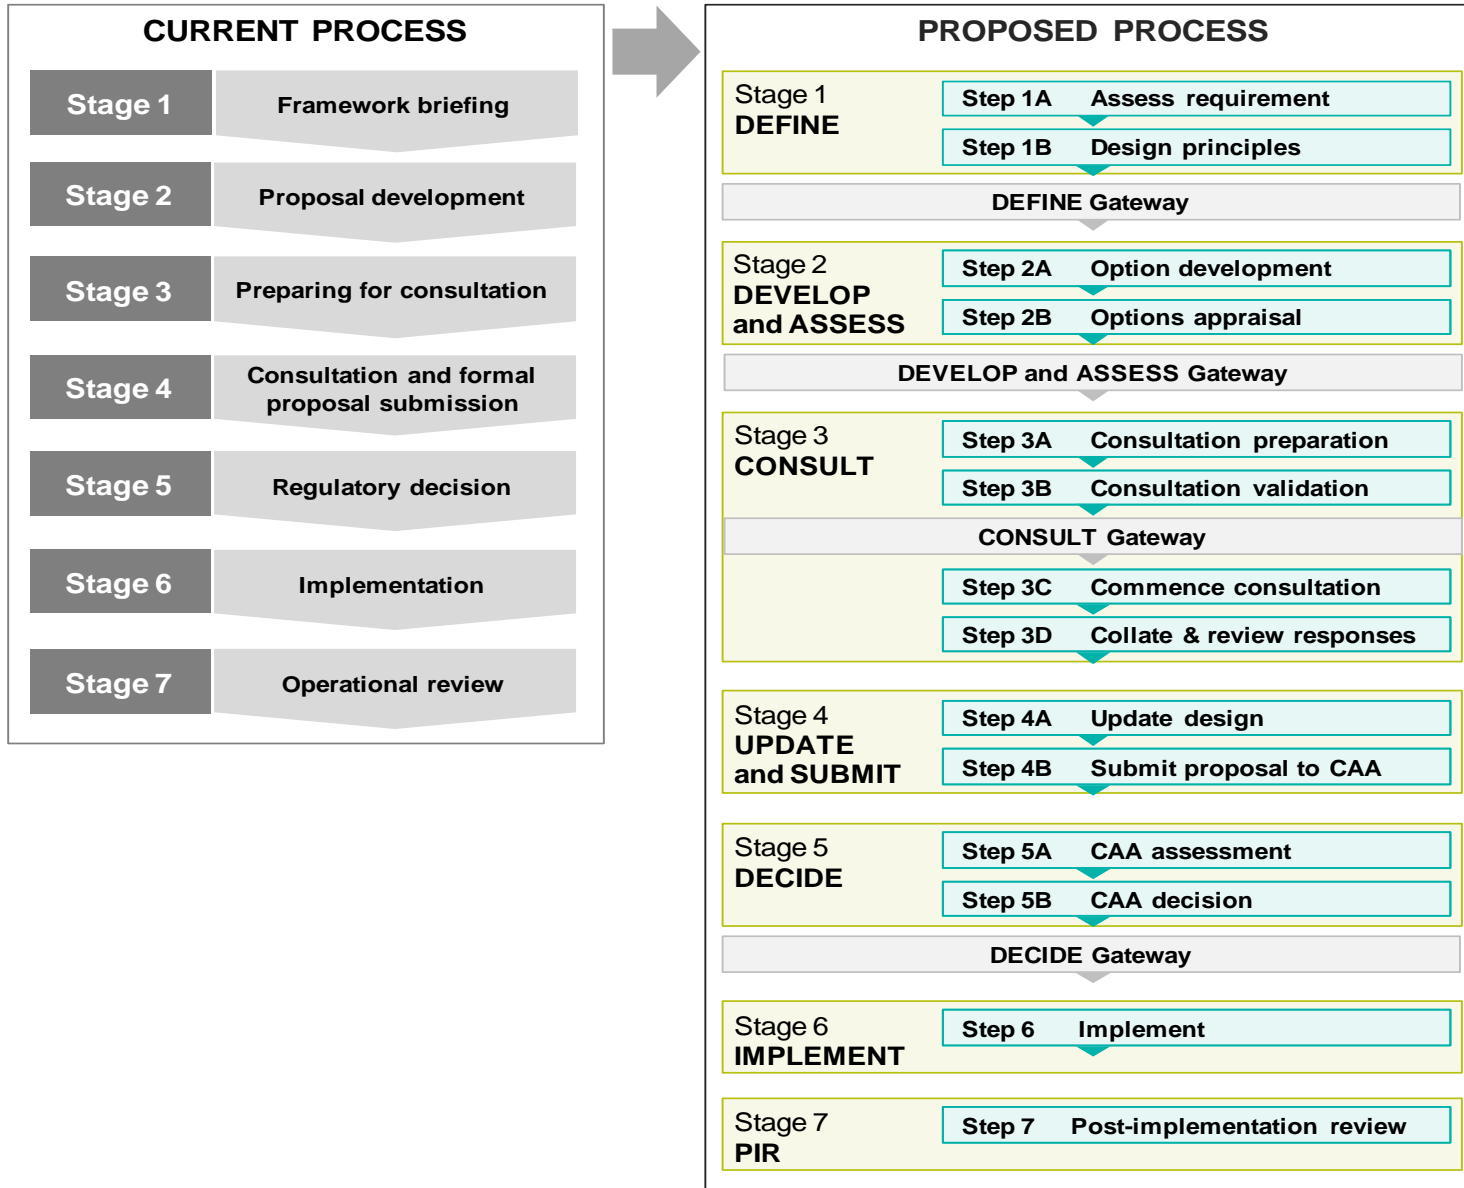 CURRENT PROCESS
Stage 1
Framework briefing
Stage 2
Proposal development
Stage 3
Preparing for consultation
Stage 4
Consultation and formal
proposal submission
Stage 5
Regulatory decision
Stage 6
Implementation
Stage 7
Operational review
PROPOSED PROCESS
Stage 1
DEFINE
Step 1A Assess requirement
Step 1B Design principles
DEFINE Gateway
Stage 2
DEVELOP
and ASSESS
Step 2A Option development
Step 2B Options appraisal
DEVELOP and ASSESS Gateway
Stage 3
CONSULT
Step 3A Consultation preparation
Step 3B Consultation validation
CONSULT Gateway
Step 3C Commence consultation
Step 3D Collate & review responses
Stage 4
UPDATE
and SUBMIT
Step 4A Update design
Step 4B Submit proposal to CAA
Stage 5
DECIDE
Step 5A CAA assessment
Step 5B CAA decision
DECIDE Gateway
Stage 6
IMPLEMENT
Step 6 Implement
Stage 7
PIR
Step 7 Post-implementation review